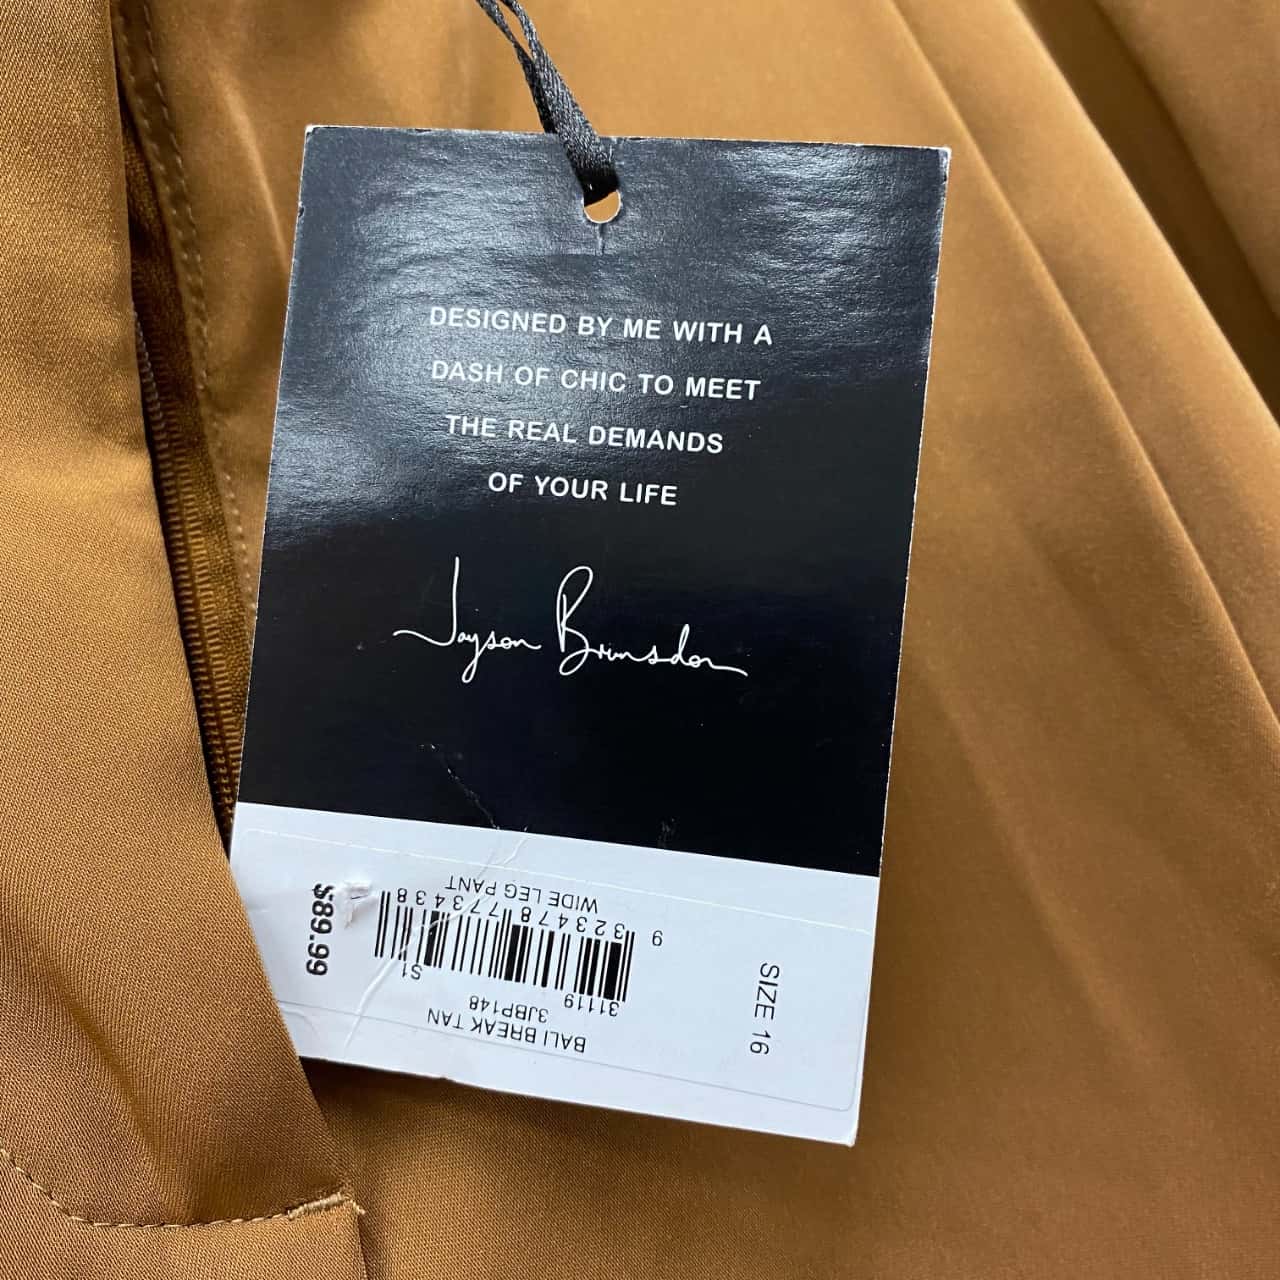 DESIGNED BY ME WITH A
DASH OF CHIC TO MEET
THE REAL DEMANDS
OF YOUR LIFE
Jayson Brunsdon
BALI BREAK TAN
3JBP148
31119 S1
9 323478 773438
WIDE LEG PANT
$89.99
SIZE 16